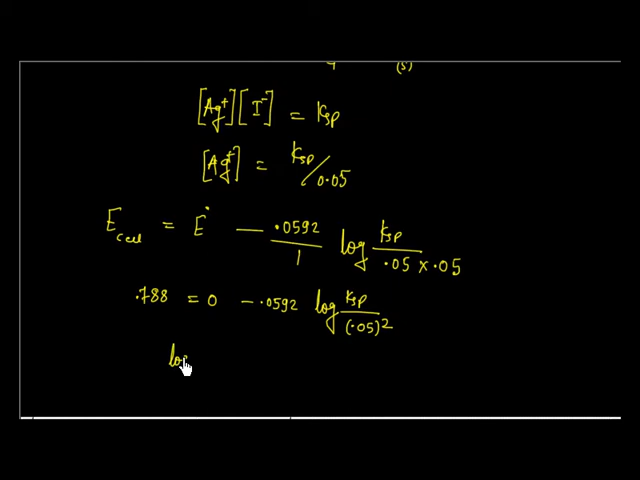 (s)
[Ag⁺][I⁻] = Ksp
[Ag⁺] = Ksp/0.05
Ecell = E° — .0592/1 log Ksp/.05 × .05
.788 = 0 — .0592 log Ksp/(.05)²
lo